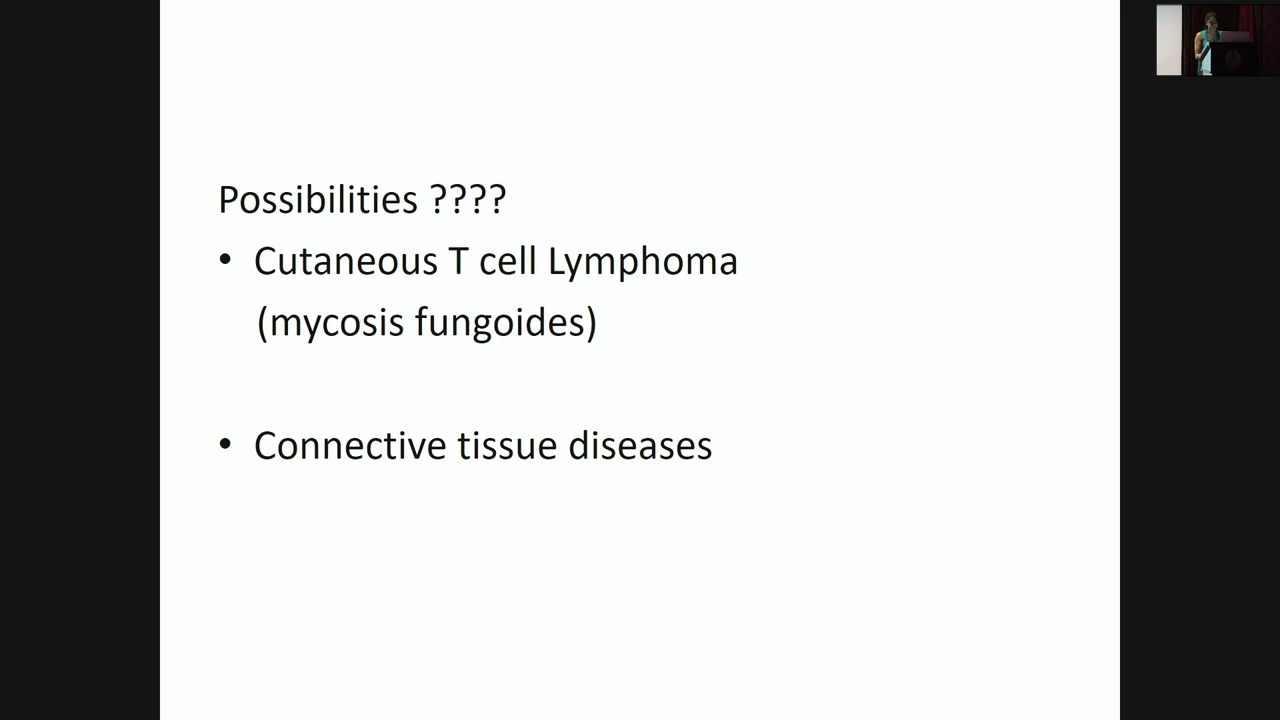 Possibilities ????
• Cutaneous T cell Lymphoma
(mycosis fungoides)
• Connective tissue diseases